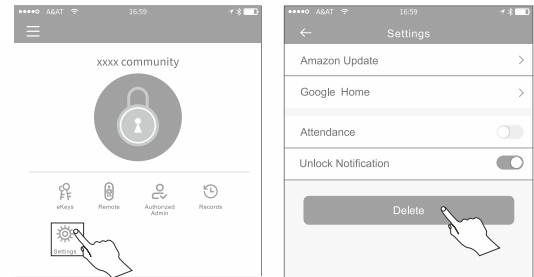 A&AT 16:59
xxxx community
eKeys Remote Authorized Admin Records
Settings
A&AT 16:59
Settings
Amazon Update
Google Home
Attendance
Unlock Notification
Delete